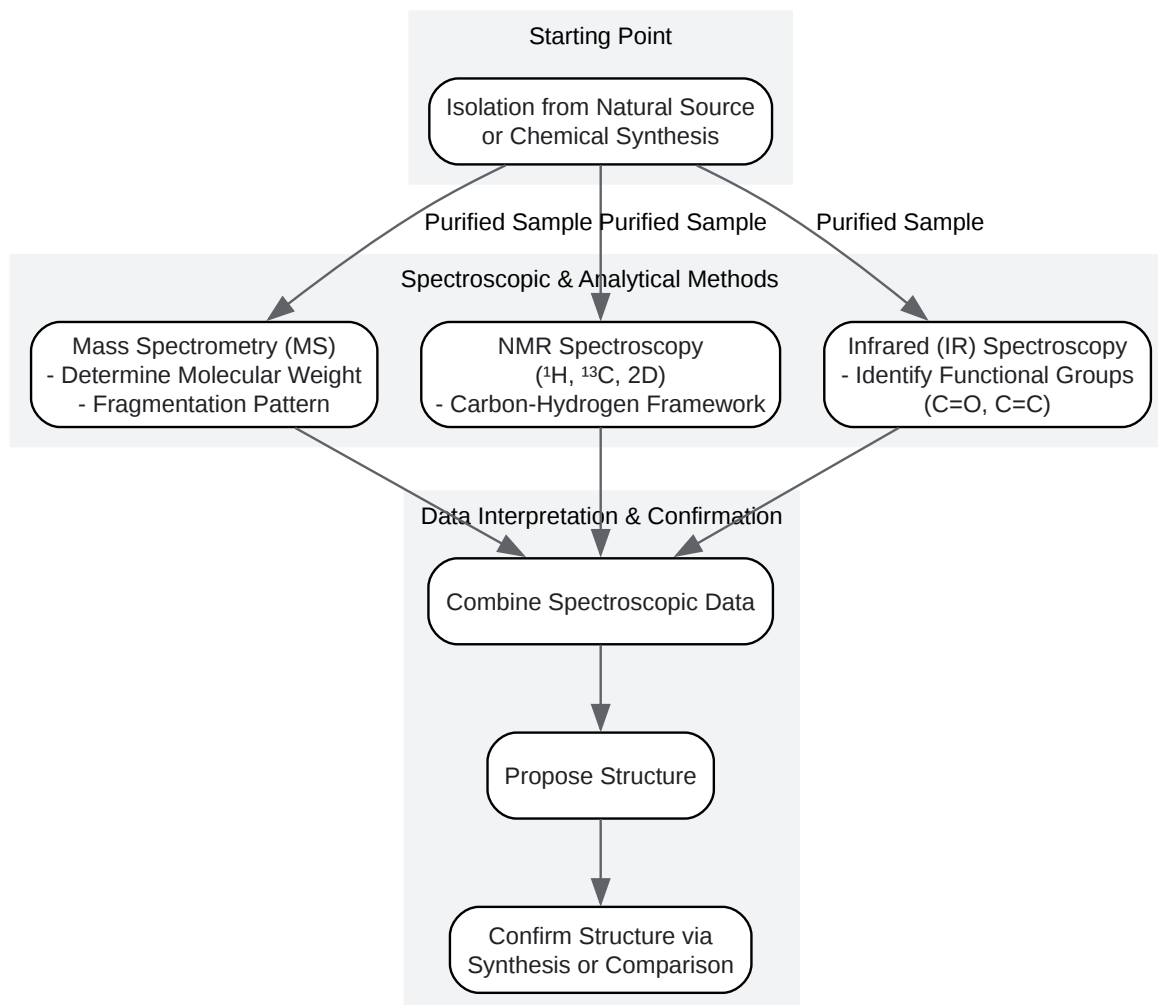 Starting Point
Isolation from Natural Source
or Chemical Synthesis
Purified Sample
Purified Sample
Purified Sample
Spectroscopic & Analytical Methods
Mass Spectrometry (MS)
- Determine Molecular Weight
- Fragmentation Pattern
NMR Spectroscopy
(¹H, ¹³C, 2D)
- Carbon-Hydrogen Framework
Infrared (IR) Spectroscopy
- Identify Functional Groups
(C=O, C=C)
Data Interpretation & Confirmation
Combine Spectroscopic Data
Propose Structure
Confirm Structure via
Synthesis or Comparison